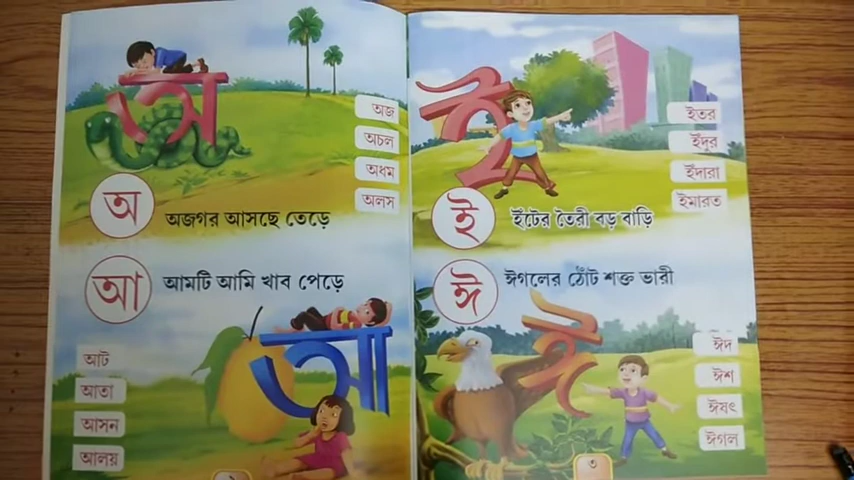 অ
অজ
অচল
অধম
অলস
অ
অজগর আসছে তেড়ে
আ
আমটি আমি খাব পেড়ে
আ
আট
আতা
আসন
আলয়
ই
ইতর
ইঁদুর
ইঁদারা
ইমারত
ই
ইঁটের তৈরী বড় বাড়ি
ঈ
ঈগলের ঠোঁট শক্ত ভারী
ঈ
ঈদ
ঈশ
ঈষৎ
ঈগল
৩